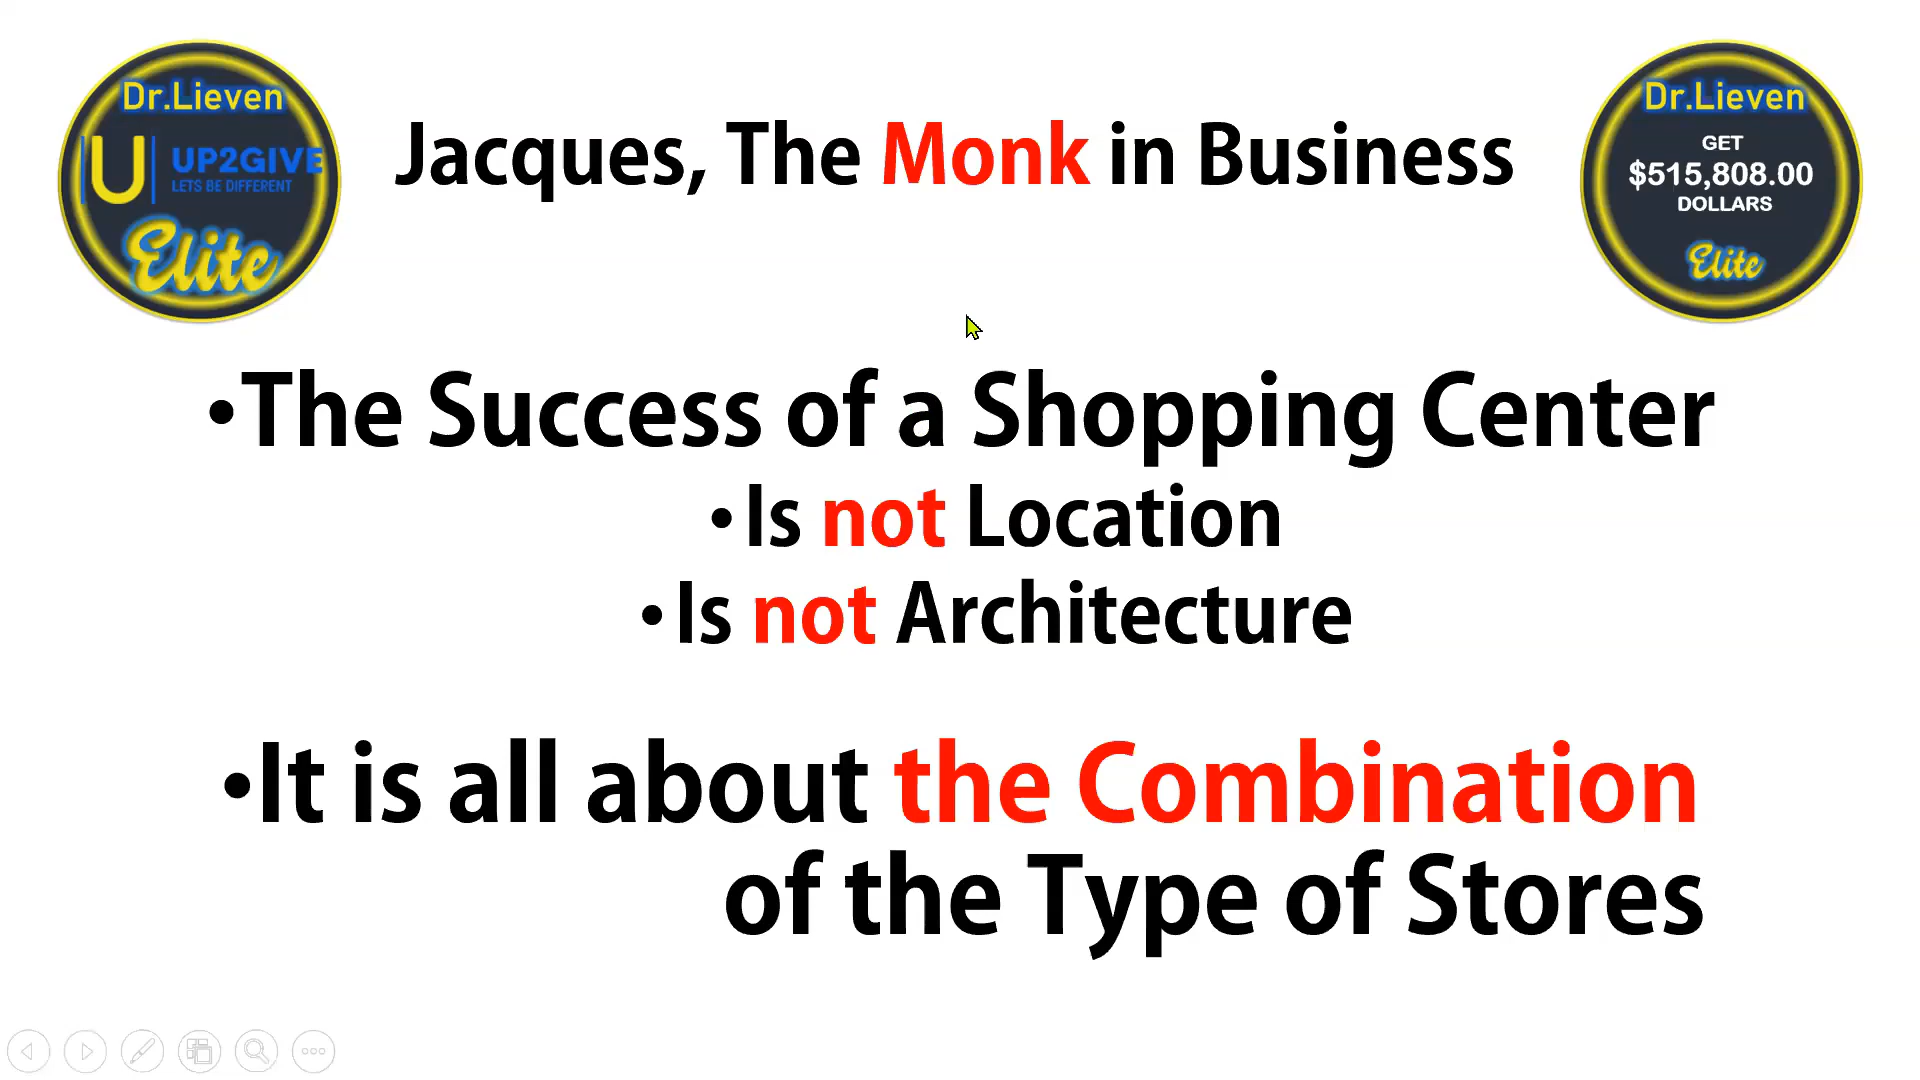 Dr.Lieven
U UP2GIVE
LETS BE DIFFERENT
Elite
Jacques, The Monk in Business
Dr.Lieven
GET
$515,808.00
DOLLARS
Elite
•The Success of a Shopping Center
•Is not Location
•Is not Architecture
•It is all about the Combination
of the Type of Stores